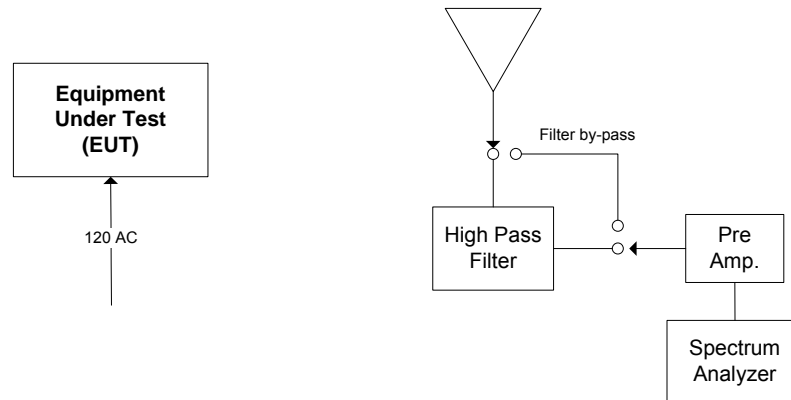 Equipment
Under Test
(EUT)
120 AC
Filter by-pass
High Pass
Filter
Pre
Amp.
Spectrum
Analyzer